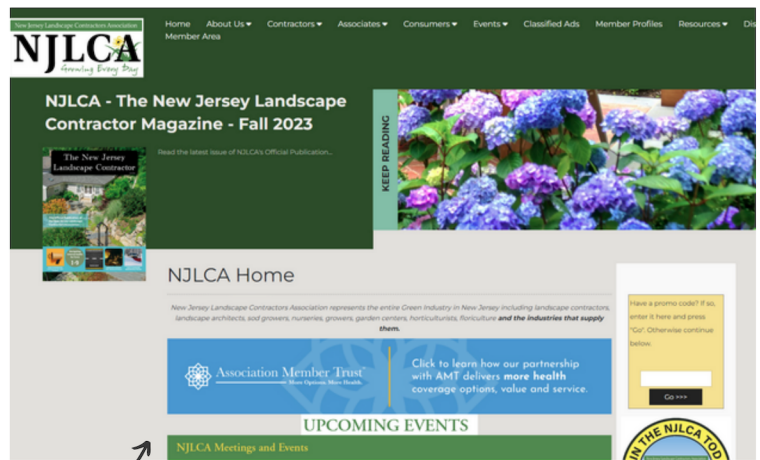 New Jersey Landscape Contractors Association
NJLCA
Growing Every Day
Home About Us Contractors Associates Consumers Events Classified Ads Member Profiles Resources Dis
Member Area
NJLCA - The New Jersey Landscape
Contractor Magazine - Fall 2023
Read the latest issue of NJLCA's Official Publication...
The New Jersey
Landscape Contractor
KEEP READING
NJLCA Home
New Jersey Landscape Contractors Association represents the entire Green Industry in New Jersey including landscape contractors,
landscape architects, sod growers, nurseries, growers, garden centers, horticulturists, floriculture and the industries that supply
them.
Association Member Trust
More Options. More Health.
Click to learn how our partnership
with AMT delivers more health
coverage options, value and service.
Have a promo code? If so,
enter it here and press
"Go". Otherwise continue
below.
Go >>>
UPCOMING EVENTS
NJLCA Meetings and Events
IN THE NJLCA TOD